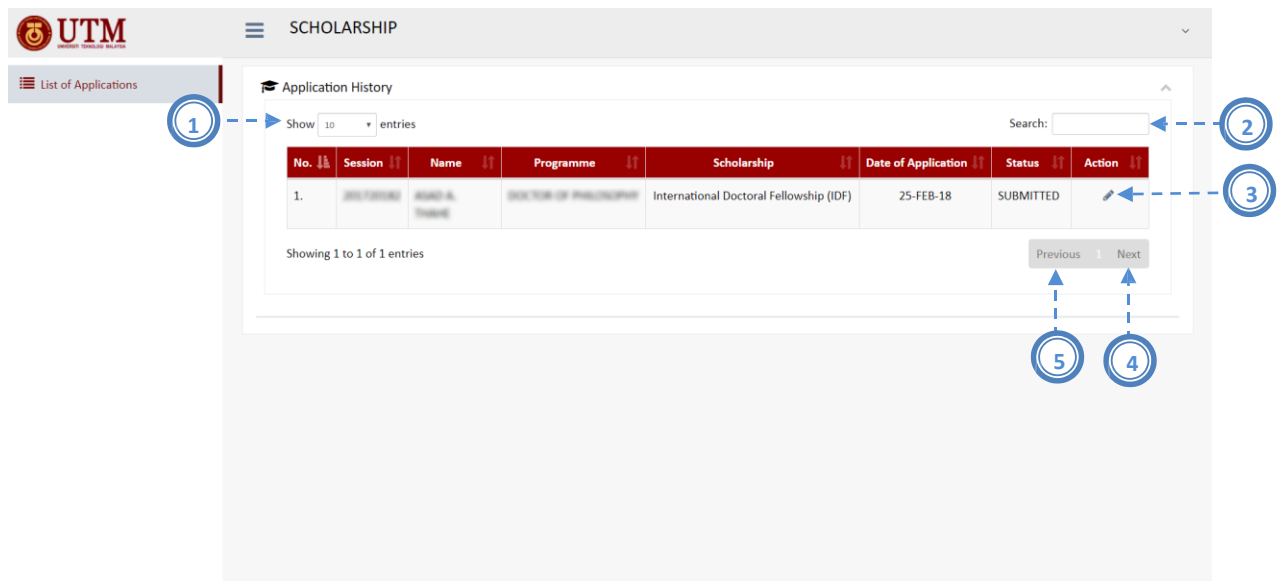 UTM
UNIVERSITI TEKNOLOGI MALAYSIA
SCHOLARSHIP
List of Applications
Application History
1
Show 10 entries
Search:
2
No. Session Name Programme Scholarship Date of Application Status Action
1. International Doctoral Fellowship (IDF) 25-FEB-18 SUBMITTED
3
Showing 1 to 1 of 1 entries
Previous 1 Next
5 4